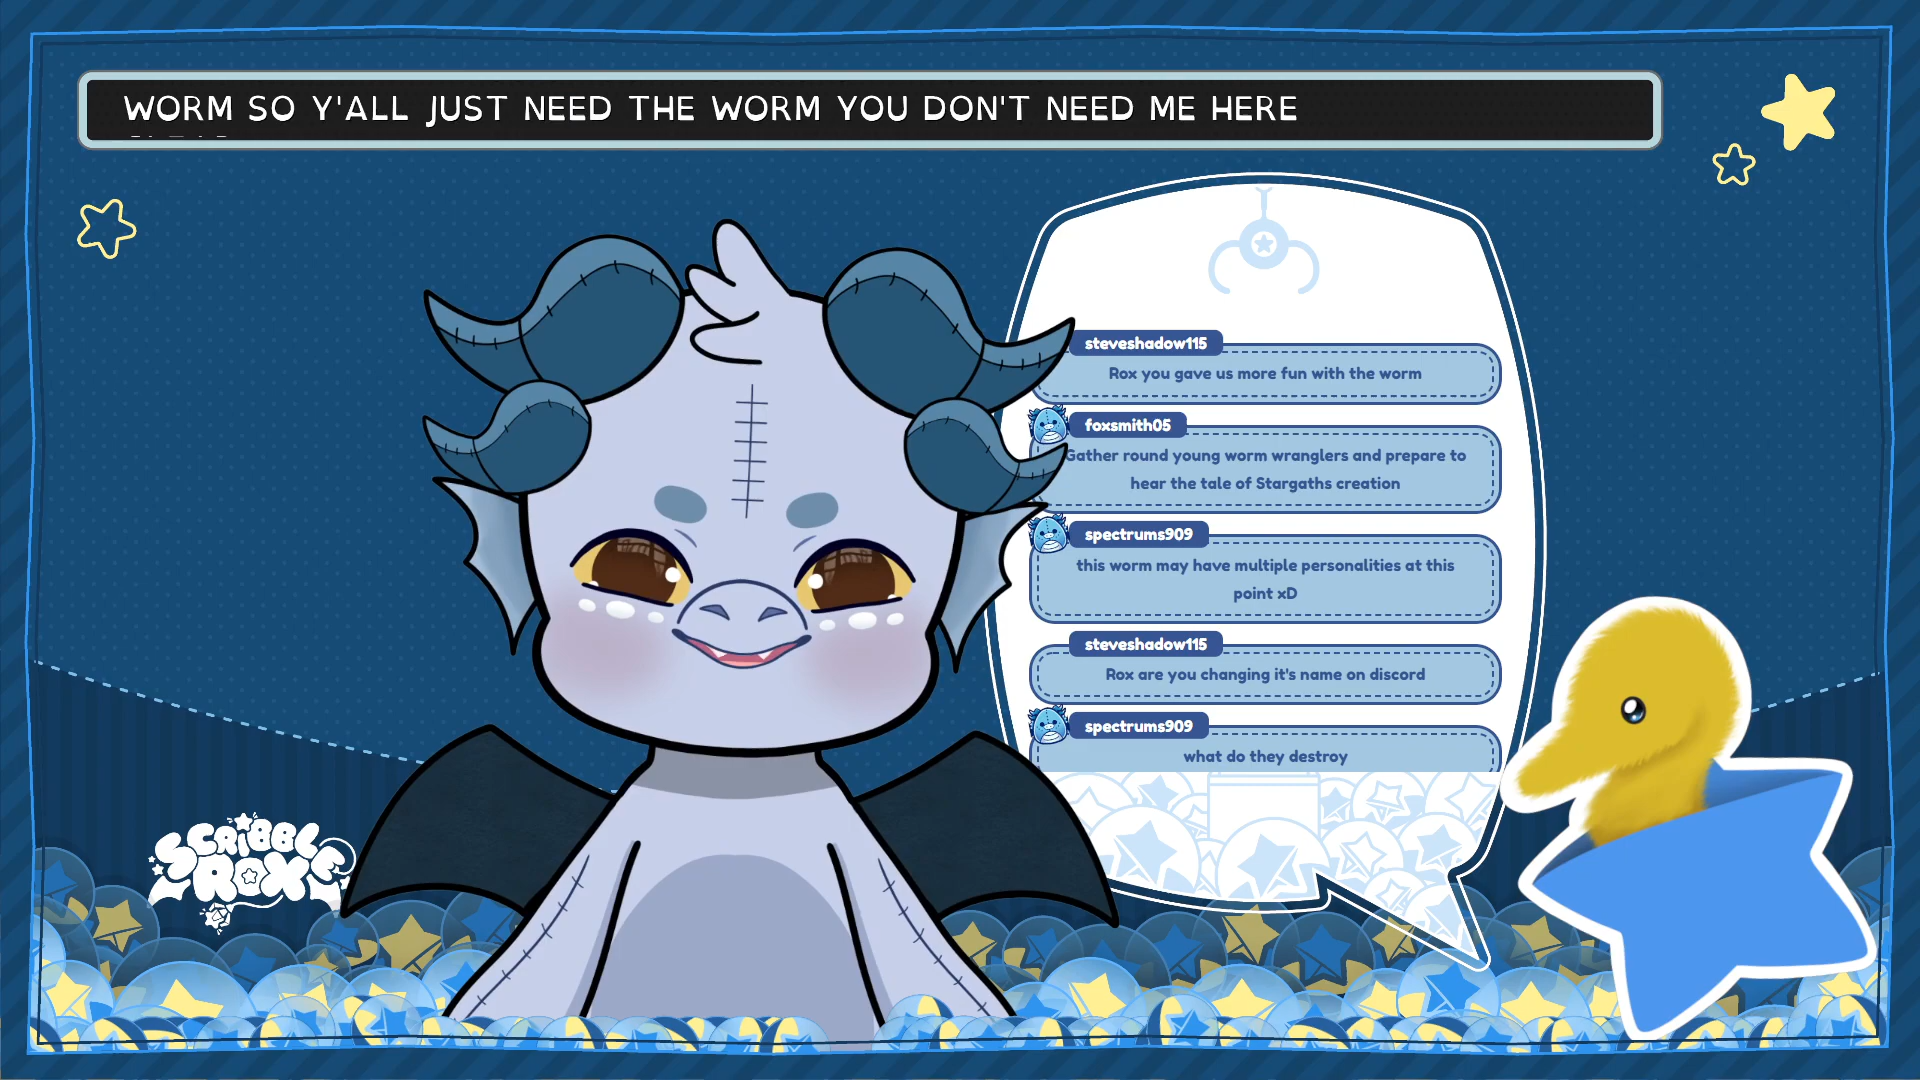 WORM SO Y'ALL JUST NEED THE WORM YOU DON'T NEED ME HERE
steveshadow115
Rox you gave us more fun with the worm
foxsmith05
Gather round young worm wranglers and prepare to
hear the tale of Stargaths creation
spectrums909
this worm may have multiple personalities at this
point xD
steveshadow115
Rox are you changing it's name on discord
spectrums909
what do they destroy
SCRIBBLE
ROX